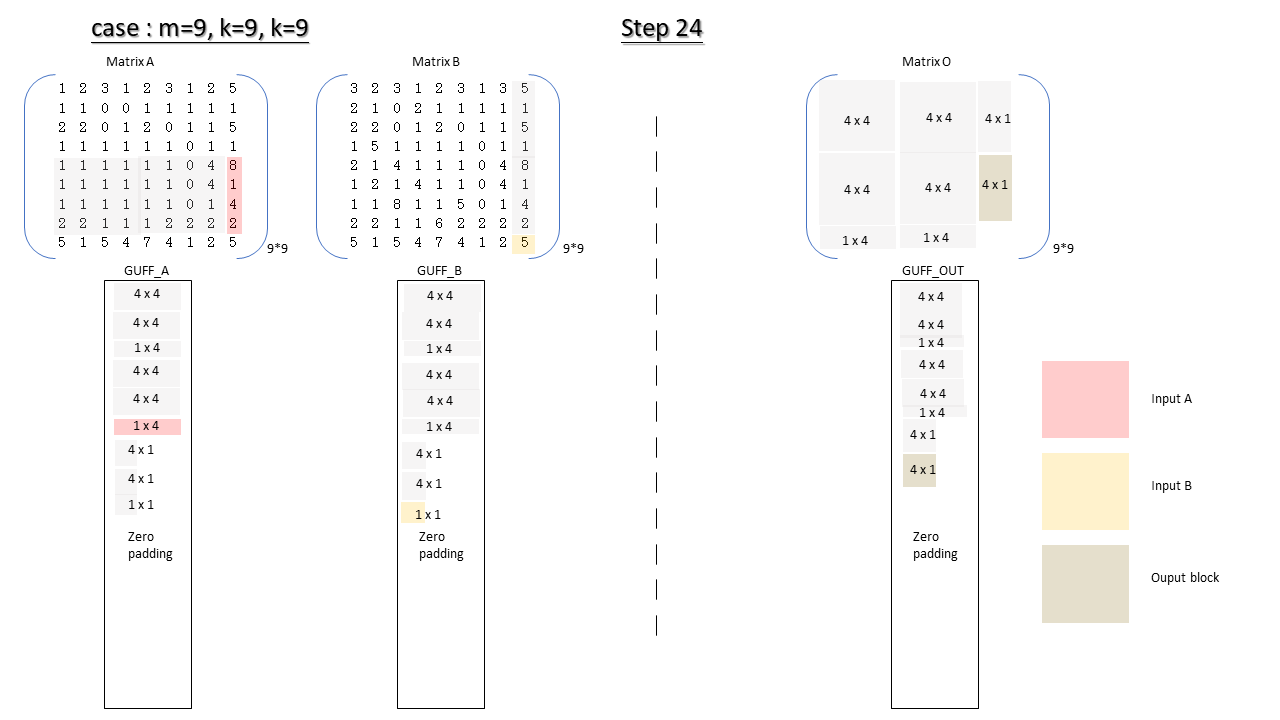 case : m=9, k=9, k=9
Step 24
Matrix A
Matrix B
Matrix O
1 2 3 1 2 3 1 2 5
1 1 0 0 1 1 1 1 1
2 2 0 1 2 0 1 1 5
1 1 1 1 1 1 0 1 1
1 1 1 1 1 1 0 4 8
1 1 1 1 1 1 0 4 1
1 1 1 1 1 1 0 1 4
2 2 1 1 1 2 2 2 2
5 1 5 4 7 4 1 2 5
9*9
3 2 3 1 2 3 1 3 5
2 1 0 2 1 1 1 1 1
2 2 0 1 2 0 1 1 5
1 5 1 1 1 1 0 1 1
2 1 4 1 1 1 0 4 8
1 2 1 4 1 1 0 4 1
1 1 8 1 1 5 0 1 4
2 2 1 1 6 2 2 2 2
5 1 5 4 7 4 1 2 5
9*9
4 x 4
4 x 4
4 x 1
4 x 4
4 x 4
4 x 1
1 x 4
1 x 4
9*9
GUFF_A
4 x 4
4 x 4
1 x 4
4 x 4
4 x 4
1 x 4
4 x 1
4 x 1
1 x 1
Zero
padding
GUFF_B
4 x 4
4 x 4
1 x 4
4 x 4
4 x 4
1 x 4
4 x 1
4 x 1
1 x 1
Zero
padding
GUFF_OUT
4 x 4
4 x 4
1 x 4
4 x 4
4 x 4
1 x 4
4 x 1
4 x 1
Zero
padding
Input A
Input B
Ouput block